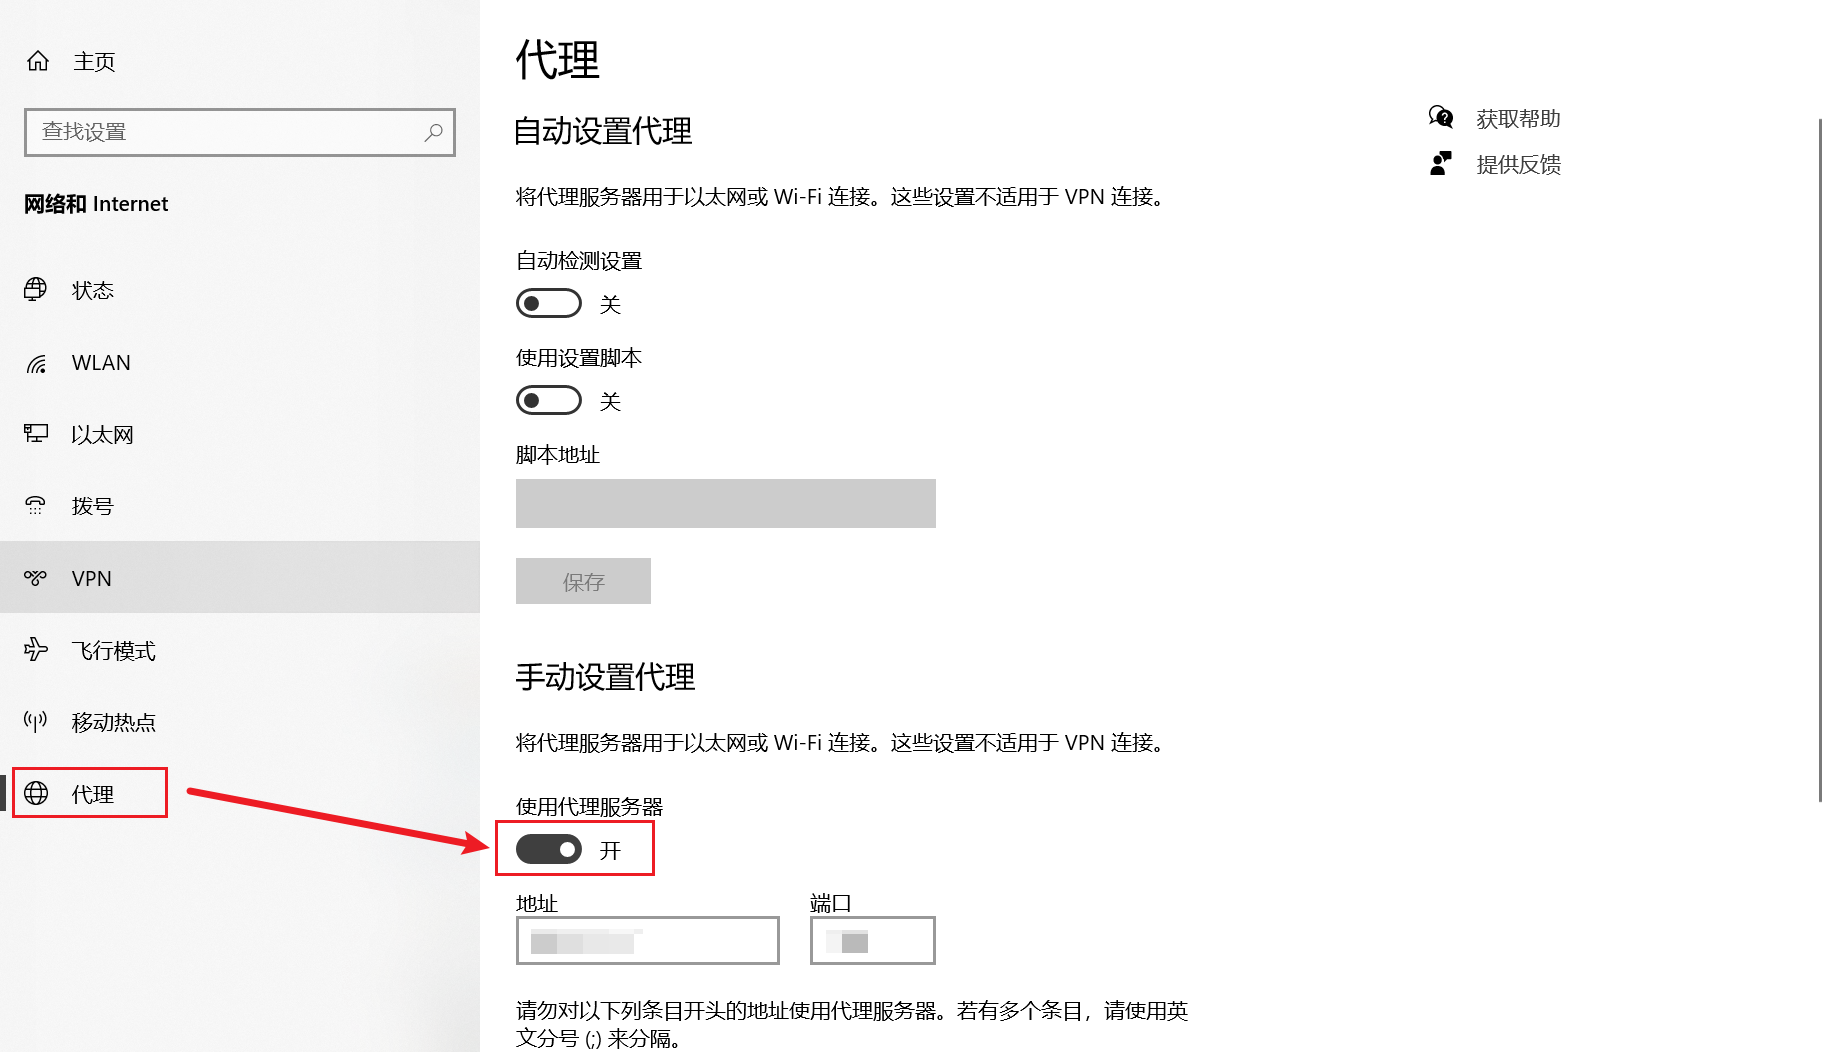 主页
查找设置
网络和 Internet
状态
WLAN
以太网
拨号
VPN
飞行模式
移动热点
代理
代理
自动设置代理
将代理服务器用于以太网或 Wi-Fi 连接。这些设置不适用于 VPN 连接。
自动检测设置
关
使用设置脚本
关
脚本地址
保存
手动设置代理
将代理服务器用于以太网或 Wi-Fi 连接。这些设置不适用于 VPN 连接。
使用代理服务器
开
地址
端口
请勿对以下列条目开头的地址使用代理服务器。若有多个条目，请使用英
文分号 (;) 来分隔。
获取帮助
提供反馈